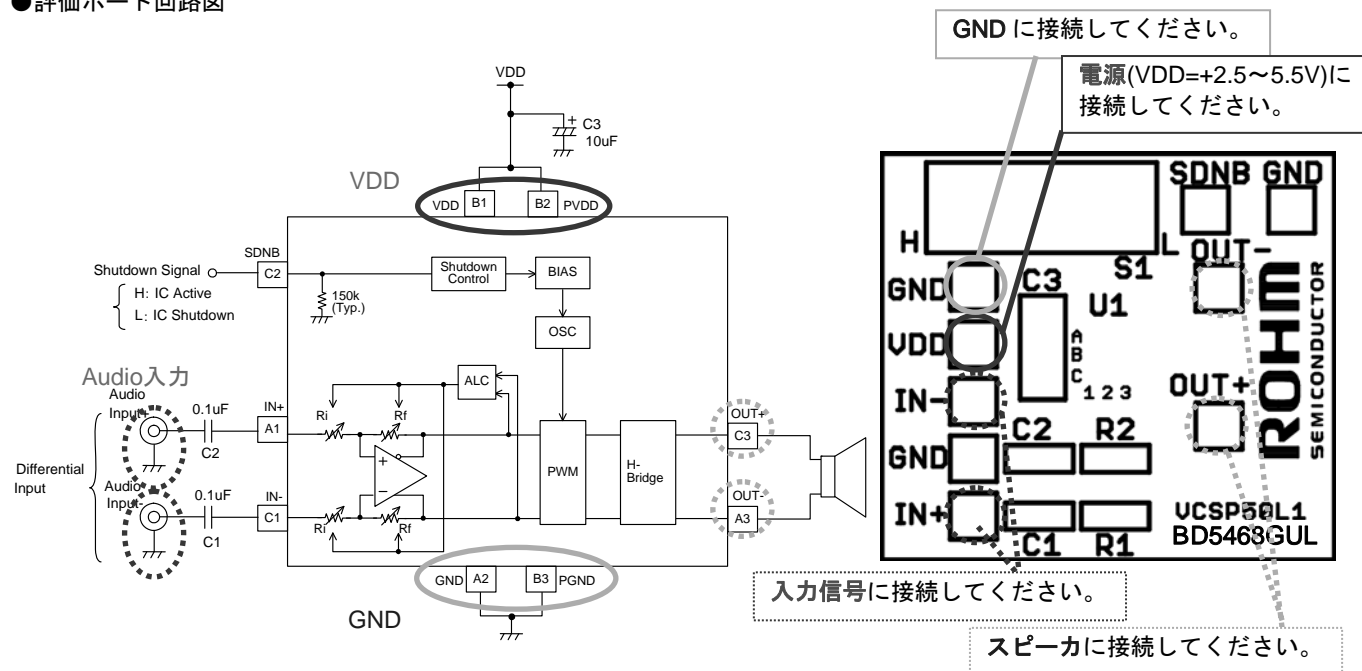 ●評価ボード回路図
GND に接続してください。
電源(VDD=+2.5～5.5V)に
接続してください。
VDD
C3
10uF
VDD
VDD B1 B2 PVDD
SDNB
Shutdown Signal C2
H: IC Active
L: IC Shutdown
150k
(Typ.)
Shutdown
Control
BIAS
OSC
ALC
Audio入力
Audio
Input+
0.1uF
C2
IN+
A1
Ri Rf
+
−
Differential
Input
Audio
Input-
0.1uF
C1
IN-
C1
Ri Rf
PWM
H-
Bridge
OUT+
C3
OUT-
A3
GND A2 B3 PGND
GND
SDNB GND
H L
S1
OUT-
GND
C3
U1
VDD
A
B
C
1 2 3
IN-
OUT+
GND
C2 R2
IN+
C1 R1
ROHM
SEMICONDUCTOR
VCSP50L1
BD5468GUL
入力信号に接続してください。
スピーカに接続してください。